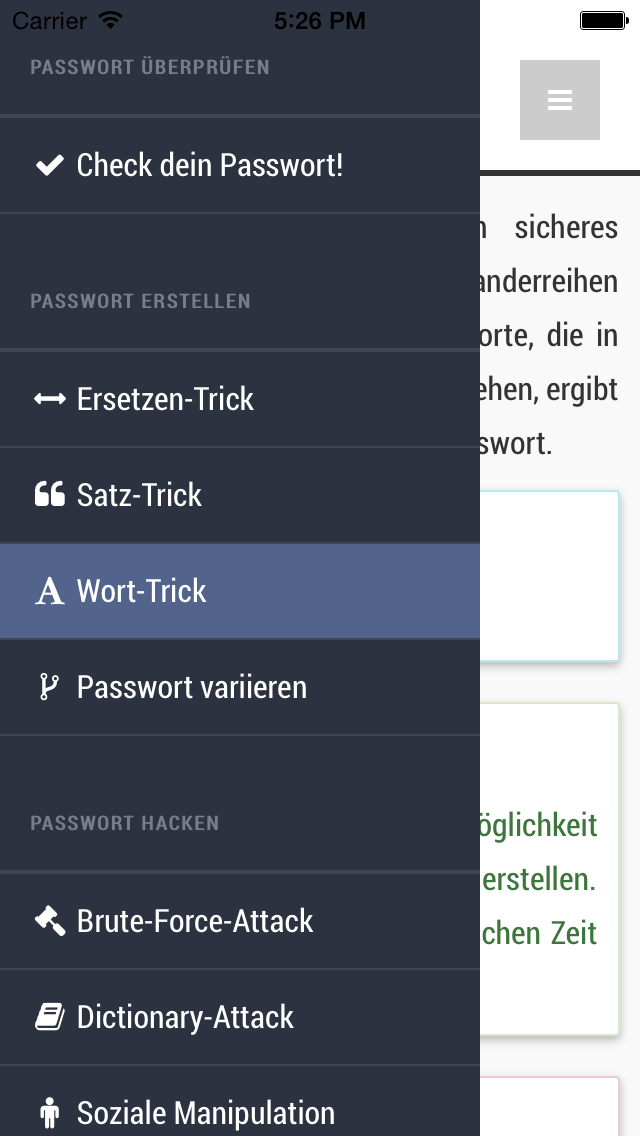 Carrier 5:26 PM
PASSWORT ÜBERPRÜFEN
Check dein Passwort!
PASSWORT ERSTELLEN
Ersetzen-Trick
Satz-Trick
Wort-Trick
Passwort variieren
PASSWORT HACKEN
Brute-Force-Attack
Dictionary-Attack
Soziale Manipulation
sicheres
anderreihen
orte, die in
ehen, ergibt
swort.
öglichkeit
erstellen.
chen Zeit